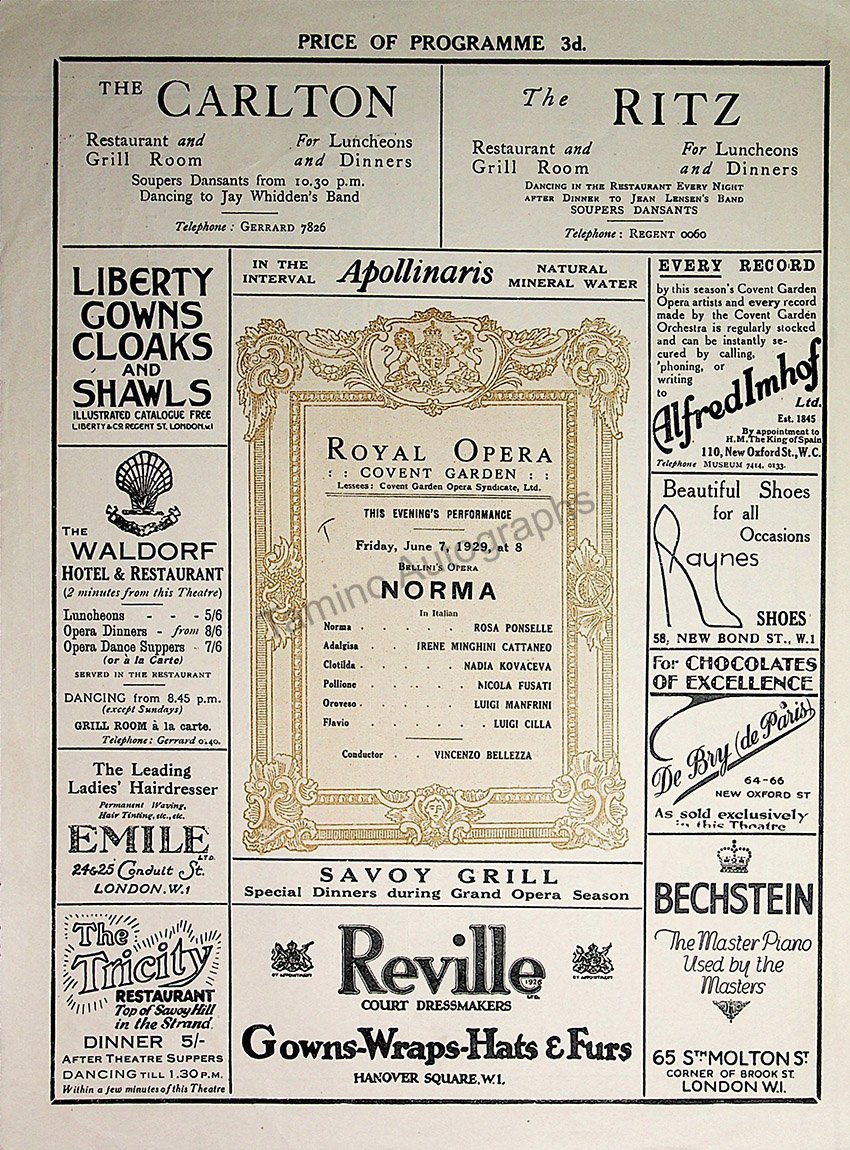 PRICE OF PROGRAMME 3d.
THE CARLTON
Restaurant and For Luncheons
Grill Room and Dinners
Soupers Dansants from 10.30 p.m.
Dancing to Jay Whidden's Band
Telephone: GERRARD 7826
The RITZ
Restaurant and For Luncheons
Grill Room and Dinners
DANCING IN THE RESTAURANT EVERY NIGHT
AFTER DINNER TO JEAN LENSEN'S BAND
SOUPERS DANSANTS
Telephone: REGENT 0060
LIBERTY
GOWNS
CLOAKS
AND
SHAWLS
ILLUSTRATED CATALOGUE FREE
LIBERTY & CO. REGENT ST. LONDON.W.1
THE
WALDORF
HOTEL & RESTAURANT
(2 minutes from this Theatre)
Luncheons - - - 5/6
Opera Dinners - from 8/6
Opera Dance Suppers - 7/6
(or à la Carte)
SERVED IN THE RESTAURANT
DANCING from 8.45 p.m.
(except Sundays)
GRILL ROOM à la carte.
Telephone: Gerrard 0140.
The Leading
Ladies' Hairdresser
Permanent Waving,
Hair Tinting, etc., etc.
EMILE LTD.
24 & 25 Conduit St.
LONDON. W.1
The
Tricity
RESTAURANT
Top of Savoy Hill
in the Strand.
DINNER 5/-
AFTER THEATRE SUPPERS
DANCING TILL 1.30 P.M.
Within a few minutes of this Theatre
IN THE INTERVAL Apollinaris NATURAL MINERAL WATER
ROYAL OPERA
: : COVENT GARDEN : :
Lessees: Covent Garden Opera Syndicate, Ltd.
THIS EVENING'S PERFORMANCE
Friday, June 7, 1929, at 8
BELLINI'S OPERA
NORMA
In Italian
Norma . . . . . . ROSA PONSELLE
Adalgisa . . . IRENE MINGHINI CATTANEO
Clotilda . . . . . NADIA KOVACEVA
Pollione . . . . . . NICOLA FUSATI
Oroveso . . . . . . LUIGI MANFRINI
Flavio . . . . . . . LUIGI CILLA
Conductor . . VINCENZO BELLEZZA
Tamino Autographs
SAVOY GRILL
Special Dinners during Grand Opera Season
Reville
1926
LTD.
BY APPOINTMENT
BY APPOINTMENT
COURT DRESSMAKERS
Gowns-Wraps-Hats & Furs
HANOVER SQUARE, W.1.
EVERY RECORD
by this season's Covent Garden
Opera artists and every record
made by the Covent Garden
Orchestra is regularly stocked
and can be instantly se-
cured by calling,
'phoning, or
writing
to
Alfred Imhof
Ltd.
Est. 1845
By appointment to
H.M. The King of Spain
110, New Oxford St., W.C.
Telephone MUSEUM 7414, 0133.
Beautiful Shoes
for all
Occasions
Raynes
SHOES
58, NEW BOND ST., W.1
For CHOCOLATES
OF EXCELLENCE
De Bry (de Paris)
64-66
NEW OXFORD ST
As sold exclusively
in this Theatre
BECHSTEIN
The Master Piano
Used by the
Masters
65 STH MOLTON ST
CORNER OF BROOK ST.
LONDON W.1.